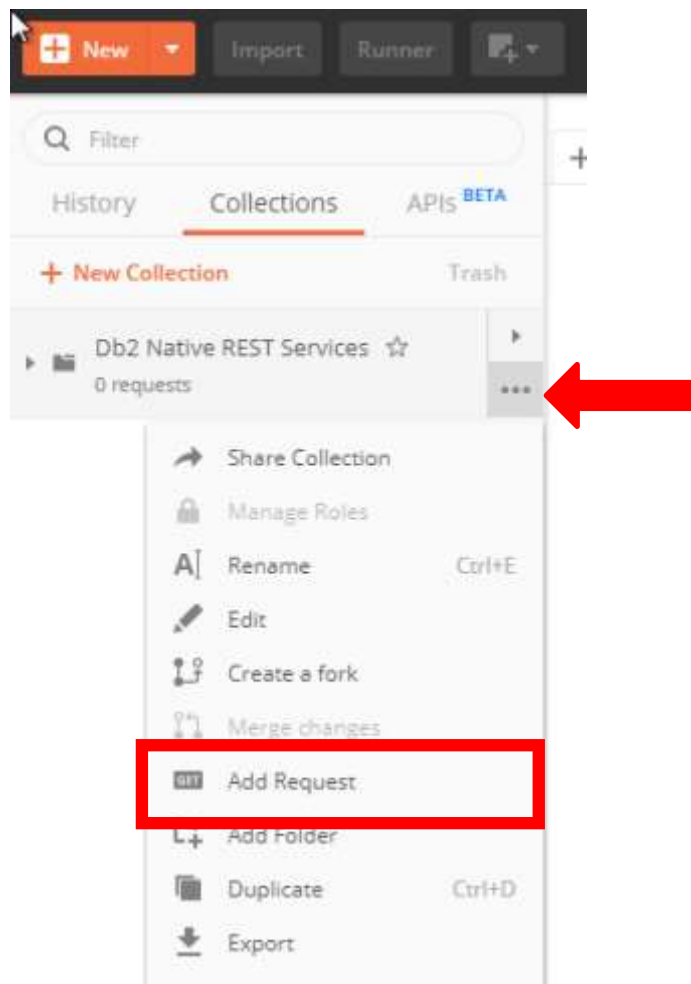 New Import Runner
Filter
History Collections APIs BETA
+ New Collection Trash
Db2 Native REST Services
0 requests
Share Collection
Manage Roles
Rename Ctrl+E
Edit
Create a fork
Merge changes
GET Add Request
Add Folder
Duplicate Ctrl+D
Export